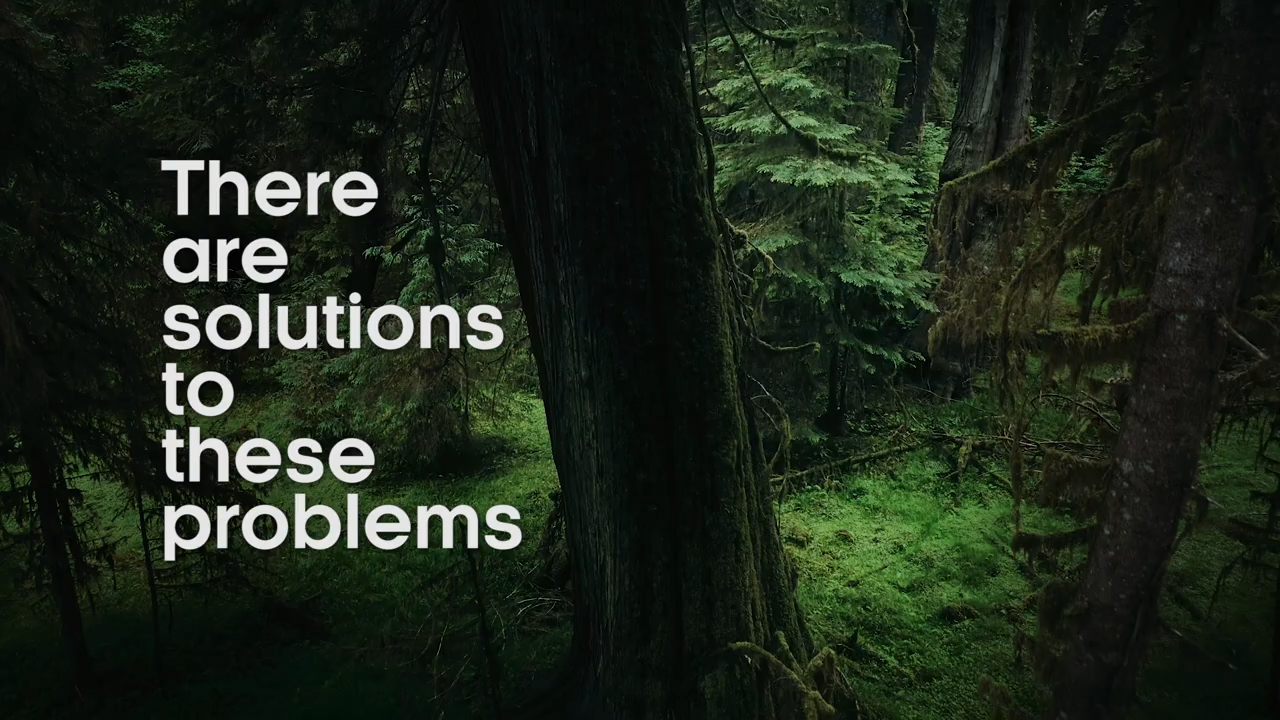 There
are
solutions
to
these
problems